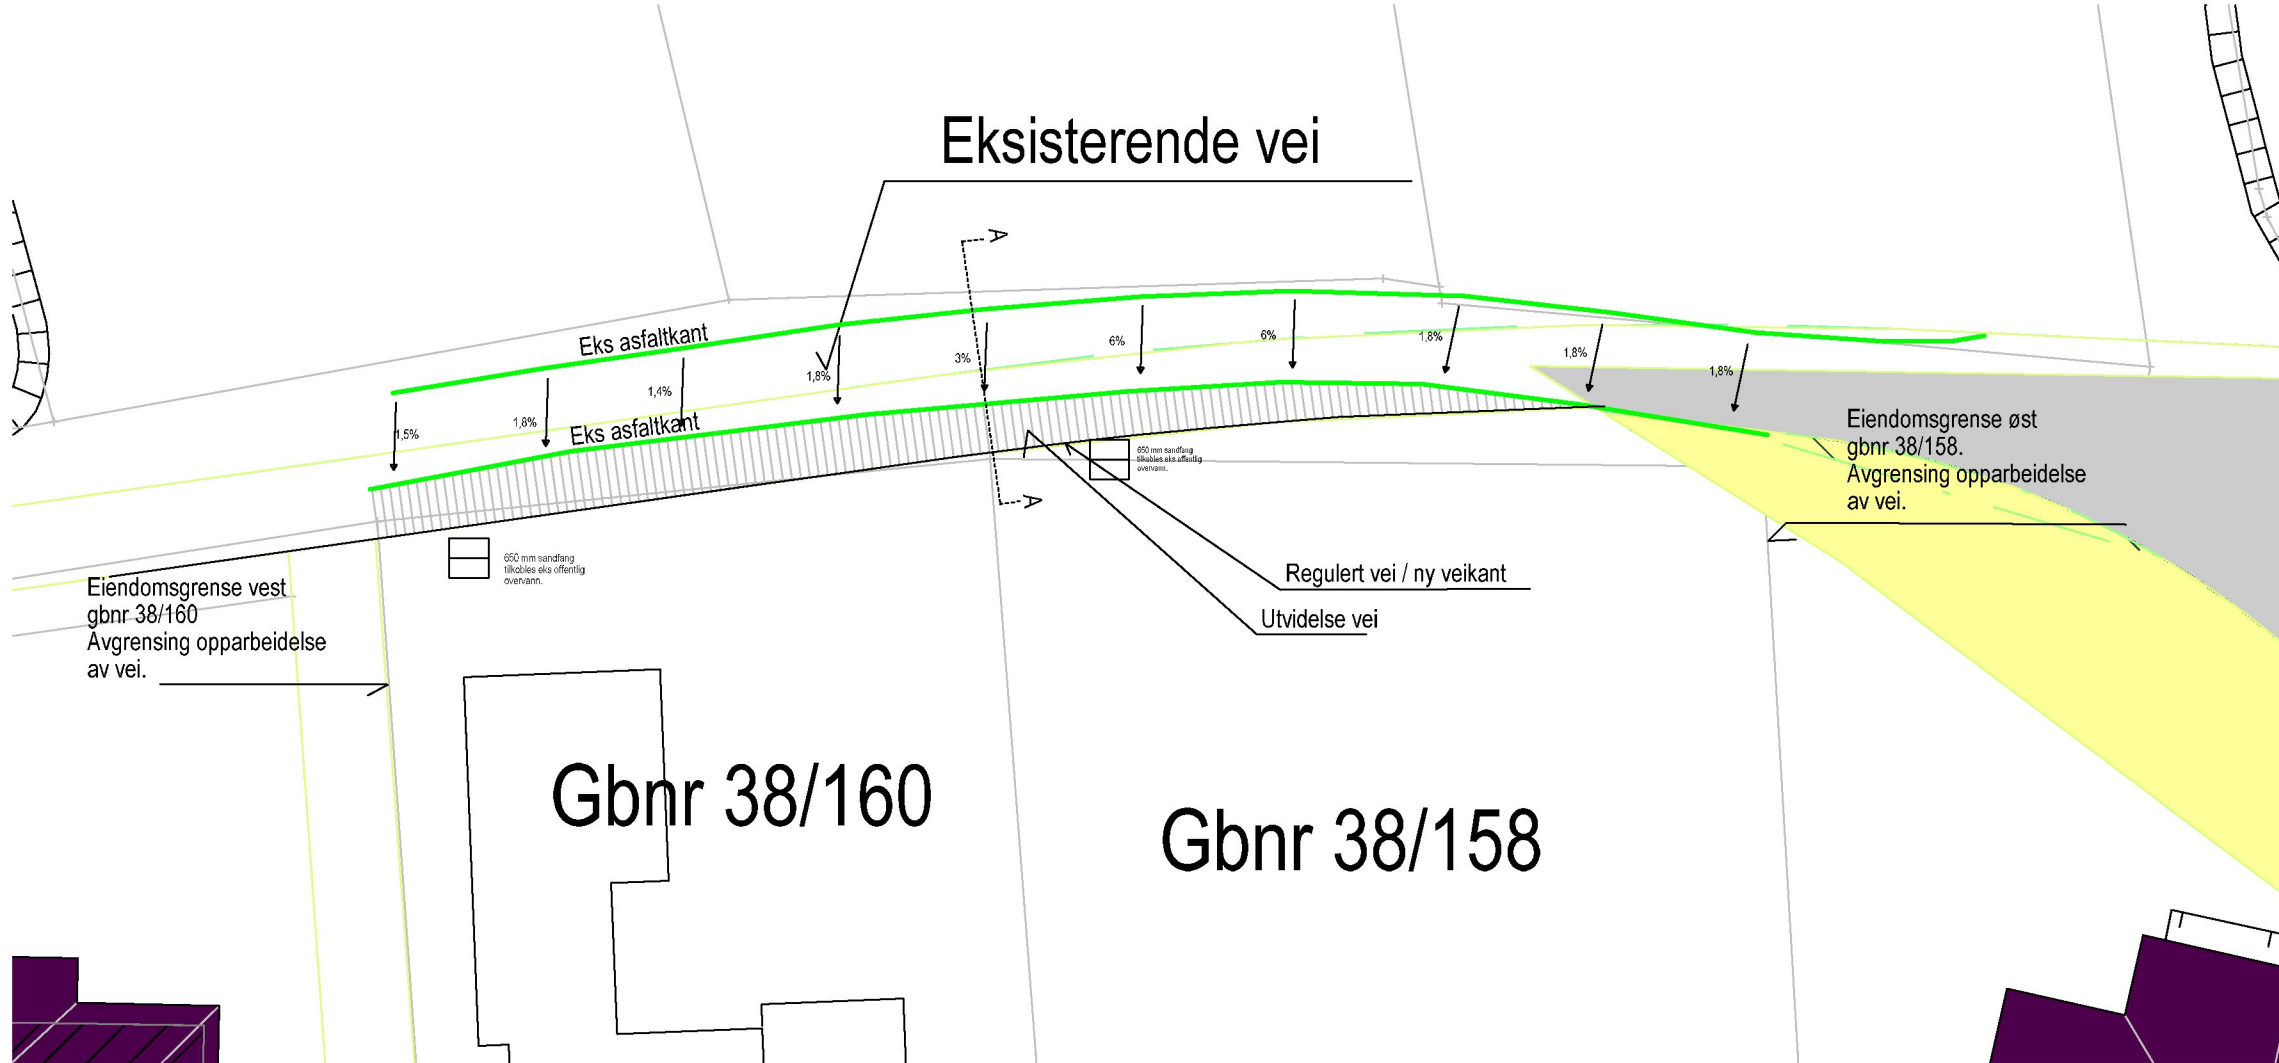 Eksisterende vei
A
Eks asfaltkant
1,5%
1,8%
1,4%
1,8%
3%
6%
6%
1,8%
1,8%
1,8%
Eks asfaltkant
A
650 mm sandfang
tilkobles eks offentlig
overvann.
Eiendomsgrense øst
gbnr 38/158.
Avgrensing opparbeidelse
av vei.
650 mm sandfang
tilkobles eks offentlig
overvann.
Eiendomsgrense vest
gbnr 38/160
Avgrensing opparbeidelse
av vei.
Regulert vei / ny veikant
Utvidelse vei
Gbnr 38/160
Gbnr 38/158